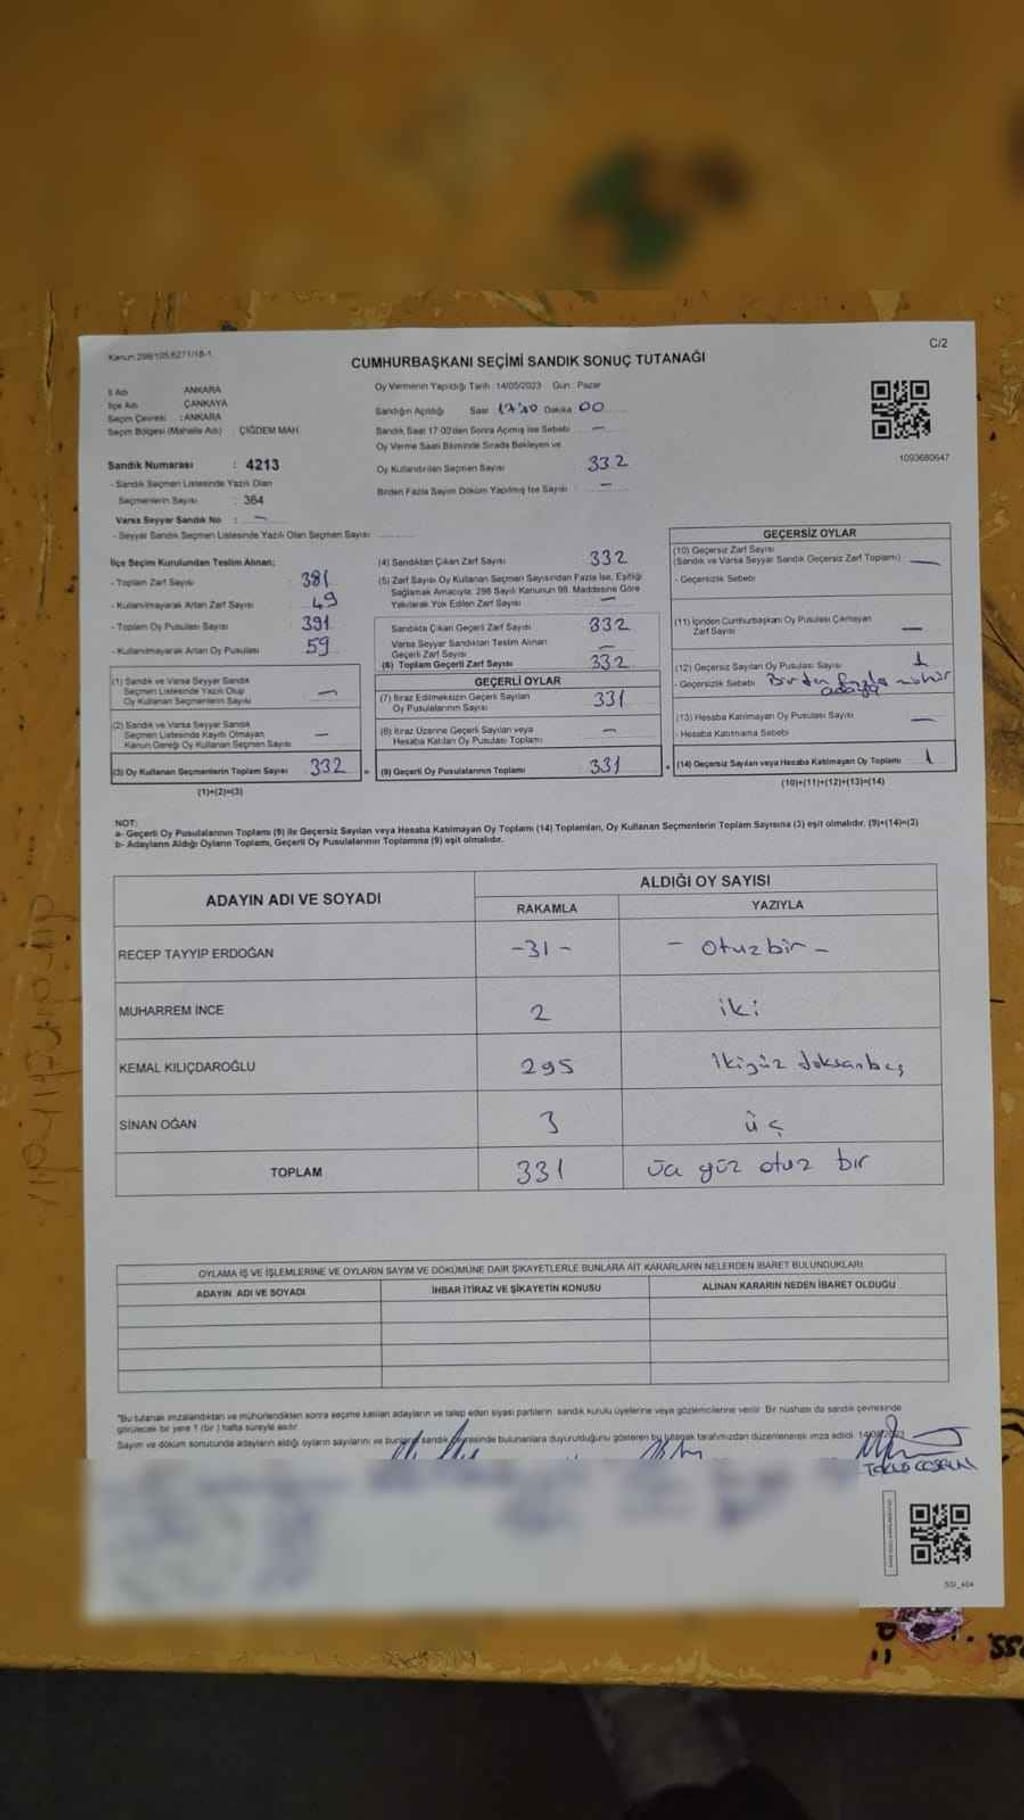 C/2
Kanun:298/105,6271/18-1
CUMHURBAŞKANI SEÇİMİ SANDIK SONUÇ TUTANAĞI
İl Adı ANKARA
İlçe Adı ÇANKAYA
Seçim Çevresi : ANKARA
Seçim Bölgesi (Mahalle Adı) : ÇİĞDEM MAH.
Sandık Numarası : 4213
- Sandık Seçmen Listesinde Yazılı Olan
Seçmenlerin Sayısı : 364
Varsa Seyyar Sandık No : -
- Seyyar Sandık Seçmen Listesinde Yazılı Olan Seçmen Sayısı
Oy Vermenin Yapıldığı Tarih : 14/05/2023 Gün : Pazar
Sandığın Açıldığı Saat Dakika 00
Sandık Saat 17:00'den Sonra Açılmış İse Sebebi -
Oy Verme Saati Bitiminde Sırada Bekleyen ve
Oy Kullandırılan Seçmen Sayısı 332
Birden Fazla Sayım Döküm Yapılmış İse Sayısı -
1093680647
İlçe Seçim Kurulundan Teslim Alınan;
- Toplam Zarf Sayısı 381
- Kullanılmayarak Artan Zarf Sayısı 49
- Toplam Oy Pusulası Sayısı 391
- Kullanılmayarak Artan Oy Pusulası 59
(1) Sandık ve Varsa Seyyar Sandık
Seçmen Listesinde Yazılı Olup
Oy Kullanan Seçmenlerin Sayısı -
(2) Sandık ve Varsa Seyyar Sandık
Seçmen Listesinde Kayıtlı Olmayan
Kanun Gereği Oy Kullanan Seçmen Sayısı -
(3) Oy Kullanan Seçmenlerin Toplam Sayısı 332
(1)+(2)=(3)
(4) Sandıktan Çıkan Zarf Sayısı 332
(5) Zarf Sayısı Oy Kullanan Seçmen Sayısından Fazla İse, Eşitliği
Sağlamak Amacıyla; 298 Sayılı Kanunun 98. Maddesine Göre
Yakılarak Yok Edilen Zarf Sayısı -
Sandıkta Çıkan Geçerli Zarf Sayısı 332
Varsa Seyyar Sandıktan Teslim Alınan
Geçerli Zarf Sayısı -
(6) Toplam Geçerli Zarf Sayısı 332
GEÇERLİ OYLAR
(7) İtiraz Edilmeksizin Geçerli Sayılan
Oy Pusulalarının Sayısı 331
(8) İtiraz Üzerine Geçerli Sayılan veya
Hesaba Katılan Oy Pusulası Toplamı -
= (9) Geçerli Oy Pusulalarının Toplamı 331
GEÇERSİZ OYLAR
(10) Geçersiz Zarf Sayısı
(Sandık ve Varsa Seyyar Sandık Geçersiz Zarf Toplamı) -
- Geçersizlik Sebebi
(11) İçinden Cumhurbaşkanı Oy Pusulası Çıkmayan
Zarf Sayısı -
(12) Geçersiz Sayılan Oy Pusulası Sayısı 1
- Geçersizlik Sebebi Birden fazla mühür
adaya
(13) Hesaba Katılmayan Oy Pusulası Sayısı -
- Hesaba Katılmama Sebebi
+ (14) Geçersiz Sayılan veya Hesaba Katılmayan Oy Toplamı 1
(10)+(11)+(12)+(13)=(14)
NOT:
a- Geçerli Oy Pusulalarının Toplamı (9) ile Geçersiz Sayılan veya Hesaba Katılmayan Oy Toplamı (14) Toplamları, Oy Kullanan Seçmenlerin Toplam Sayısına (3) eşit olmalıdır. (9)+(14)=(3)
b- Adayların Aldığı Oyların Toplamı, Geçerli Oy Pusulalarının Toplamına (9) eşit olmalıdır.
ADAYIN ADI VE SOYADI ALDIĞI OY SAYISI
RAKAMLA YAZIYLA
RECEP TAYYİP ERDOĞAN -31- - Otuzbir -
MUHARREM İNCE 2 iki
KEMAL KILIÇDAROĞLU 295 ikiyüz doksanbeş
SİNAN OĞAN 3 üç
TOPLAM 331 üç yüz otuz bir
OYLAMA İŞ VE İŞLEMLERİNE VE OYLARIN SAYIM VE DÖKÜMÜNE DAİR ŞİKAYETLERLE BUNLARA AİT KARARLARIN NELERDEN İBARET BULUNDUKLARI
ADAYIN ADI VE SOYADI İHBAR İTİRAZ VE ŞİKAYETİN KONUSU ALINAN KARARIN NEDEN İBARET OLDUĞU
*Bu tutanak imzalandıktan ve mühürlendikten sonra seçime katılan adayların ve talep eden siyasi partilerin sandık kurulu üyelerine veya gözlemcilerine verilir. Bir nüshası da sandık çevresinde
görülecek bir yere 1 (bir) hafta süreyle asılır.
Sayım ve döküm sonucunda adayların aldığı oyların sayılarını ve bunların sandık çevresinde bulunanlara duyurulduğunu gösteren bu tutanak tarafımızdan düzenlenerek imza edildi.